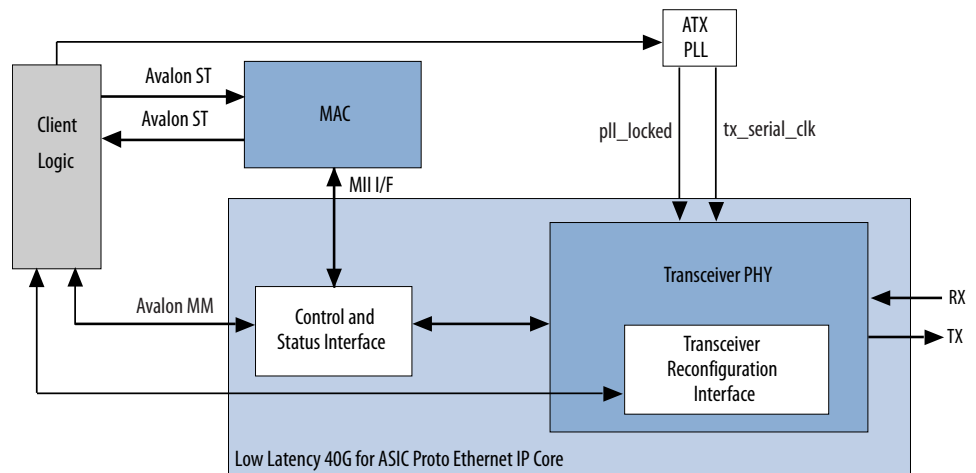 ATX
PLL
Avalon ST
Avalon ST
Client
Logic
MAC
pll_locked
tx_serial_clk
MII I/F
Transceiver PHY
RX
TX
Avalon MM
Control and
Status Interface
Transceiver
Reconfiguration
Interface
Low Latency 40G for ASIC Proto Ethernet IP Core